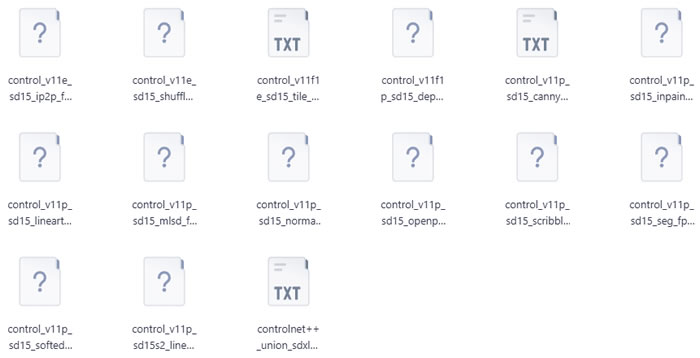 ?
?
TXT
?
TXT
?
control_v11e_
sd15_ip2p_f...
control_v11e_
sd15_shuffl...
control_v11f1
e_sd15_tile_...
control_v11f1
p_sd15_dep...
control_v11p_
sd15_canny...
control_v11p_
sd15_inpain...
?
?
?
?
?
?
control_v11p_
sd15_lineart...
control_v11p_
sd15_mlsd_f...
control_v11p_
sd15_norma..
control_v11p_
sd15_openp...
control_v11p_
sd15_scribbl...
control_v11p_
sd15_seg_fp...
?
?
TXT
control_v11p_
sd15_softed...
control_v11p_
sd15s2_line...
controlnet++
_union_sdxl...